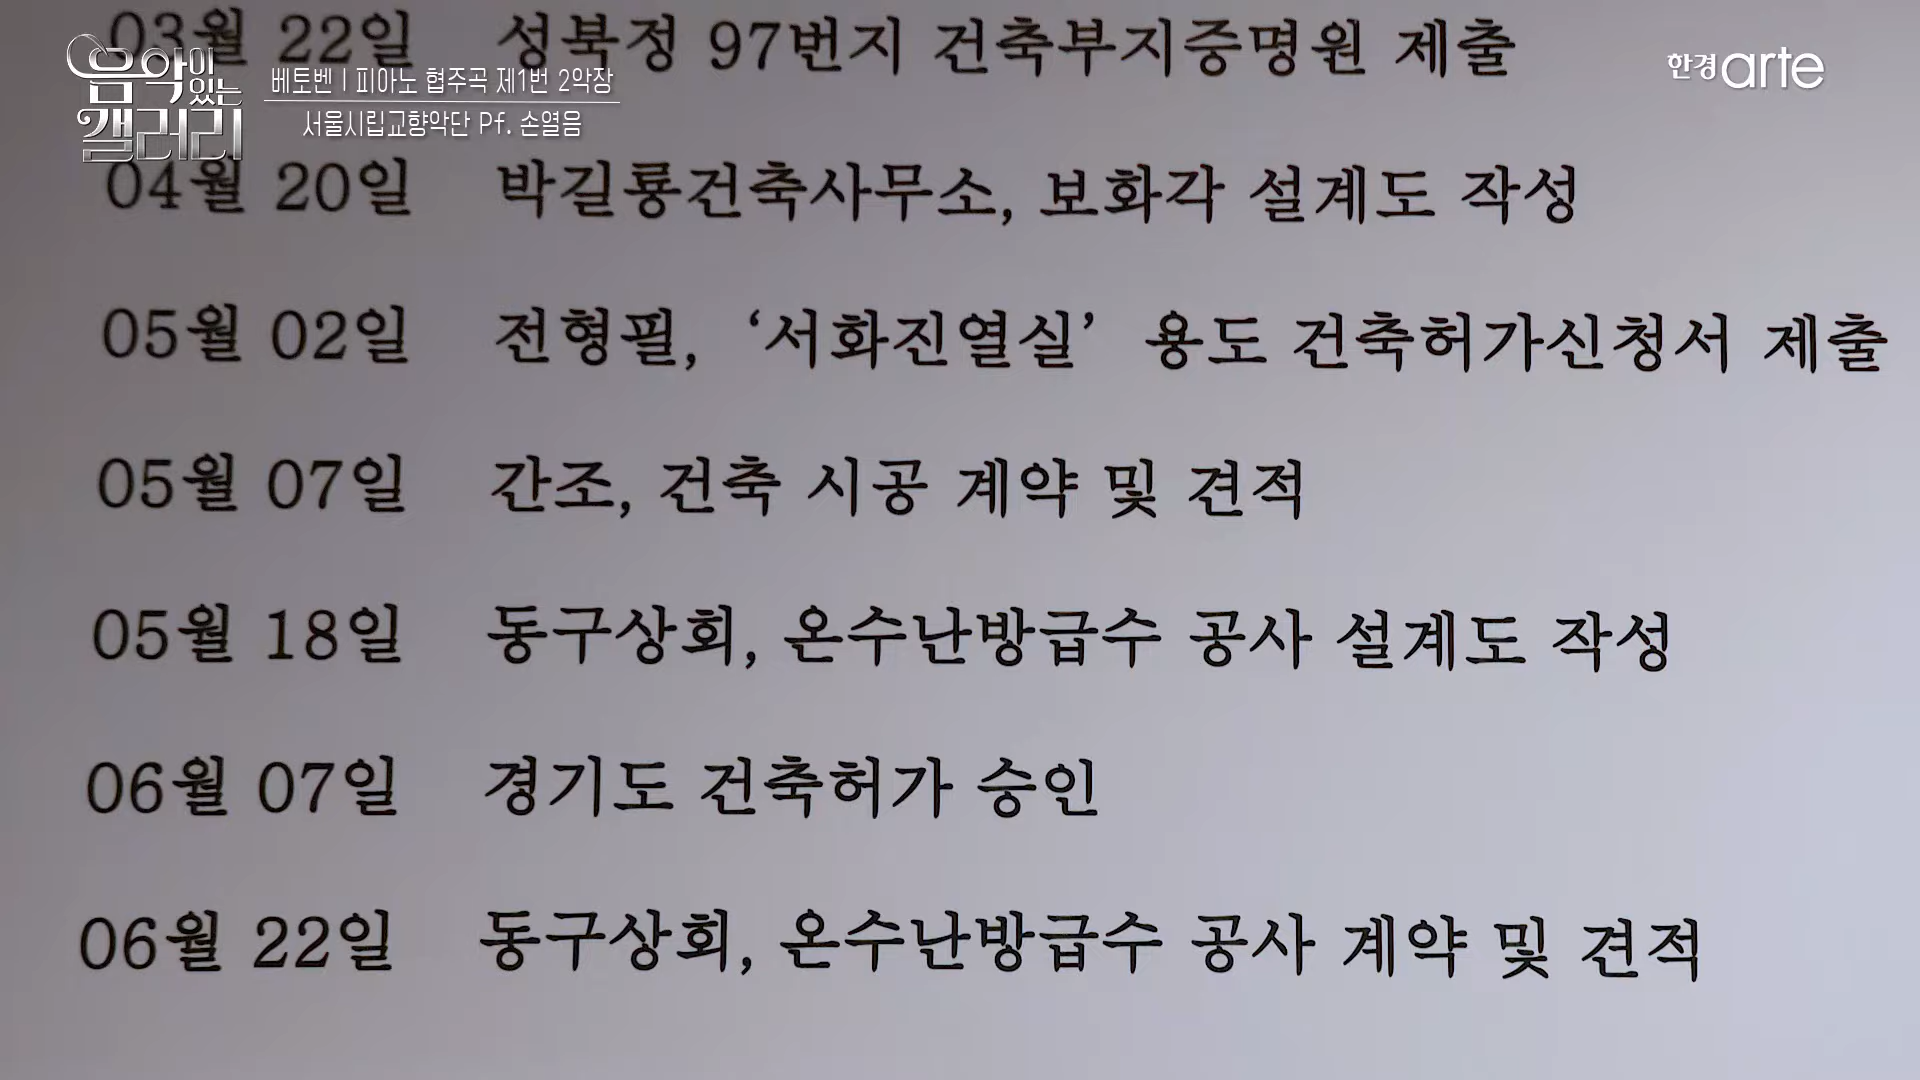 03월 22일 성북정 97번지 건축부지증명원 제출
음악이 있는 갤러리
베토벤 | 피아노 협주곡 제1번 2악장
서울시립교향악단 Pf. 손열음
한경arte
04월 20일 박길룡건축사무소, 보화각 설계도 작성
05월 02일 전형필, ‘서화진열실’ 용도 건축허가신청서 제출
05월 07일 간조, 건축 시공 계약 및 견적
05월 18일 동구상회, 온수난방급수 공사 설계도 작성
06월 07일 경기도 건축허가 승인
06월 22일 동구상회, 온수난방급수 공사 계약 및 견적